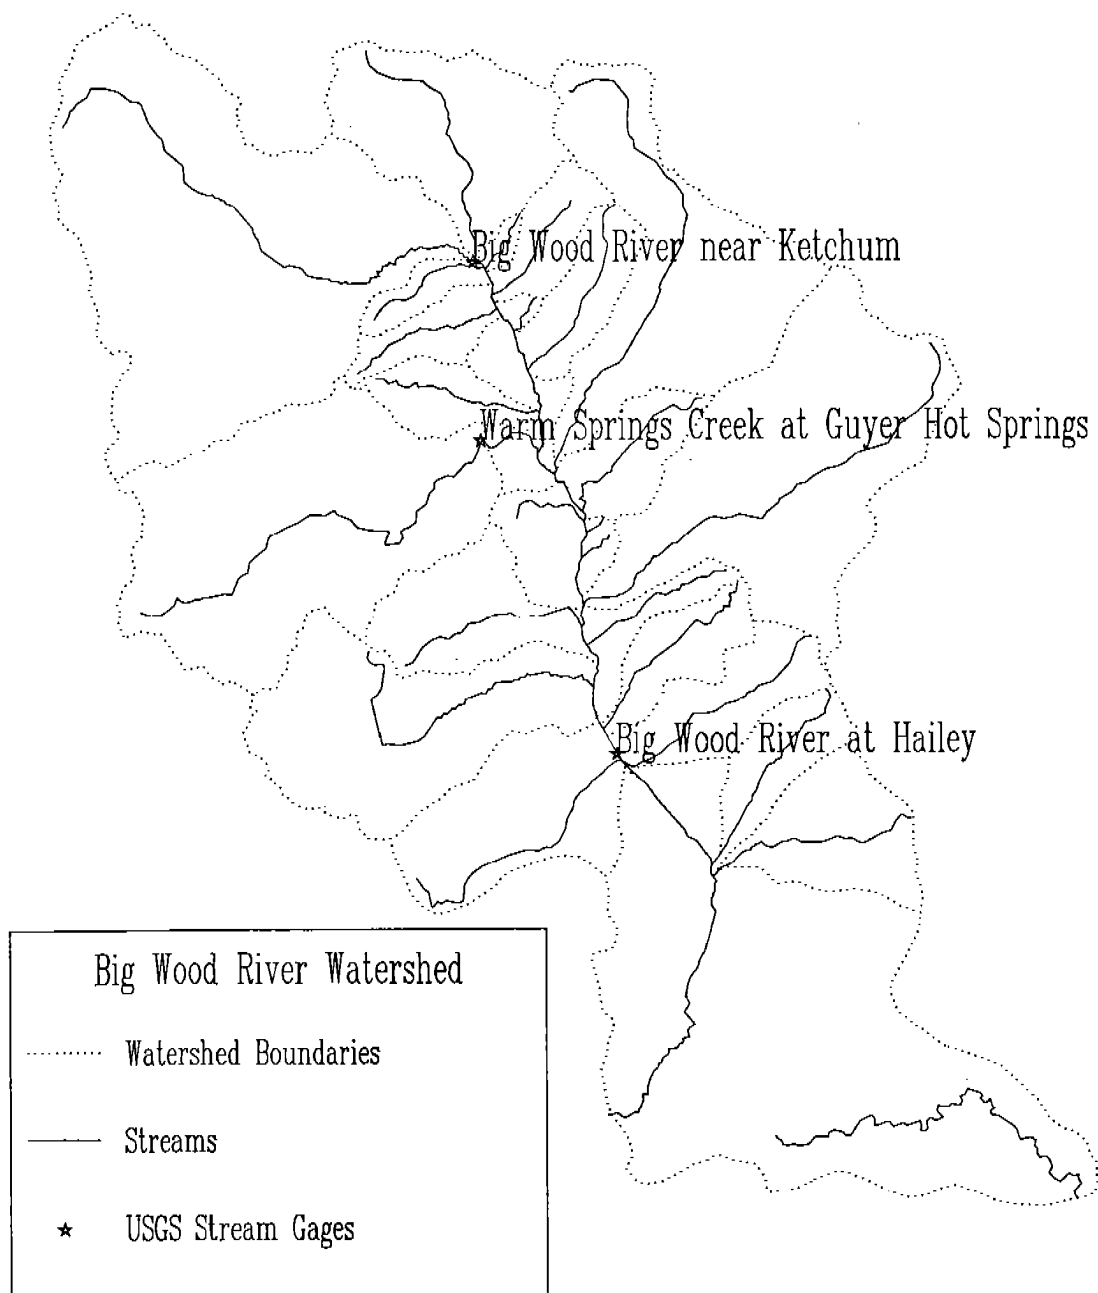 Big Wood River near Ketchum
Warm Springs Creek at Guyer Hot Springs
Big Wood River at Hailey
Big Wood River Watershed
Watershed Boundaries
Streams
USGS Stream Gages